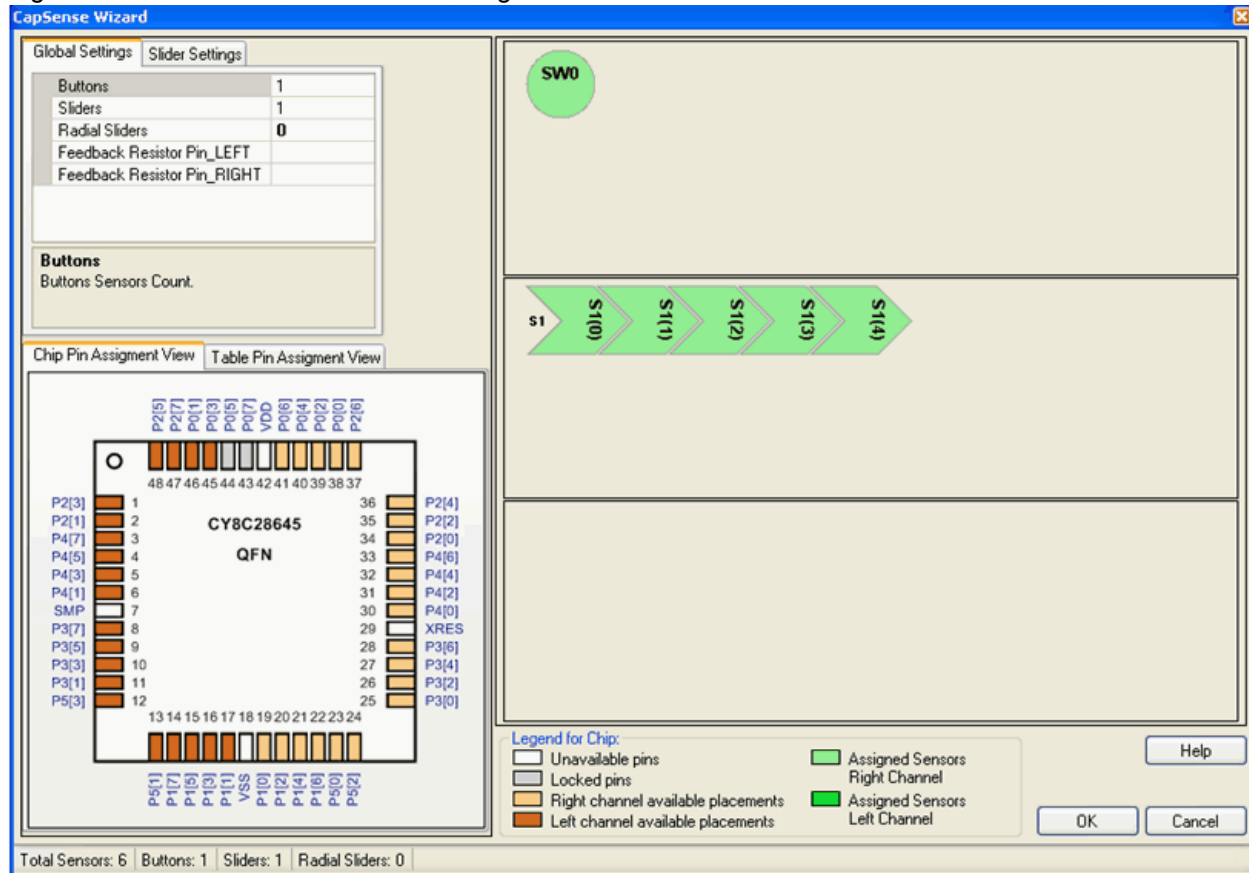 CapSense Wizard
Global Settings Slider Settings
Buttons 1
Sliders 1
Radial Sliders 0
Feedback Resistor Pin_LEFT
Feedback Resistor Pin_RIGHT
Buttons
Buttons Sensors Count.
Chip Pin Assigment View Table Pin Assigment View
P2[5] P2[7] P0[1] P0[3] P0[5] P0[7] VDD P0[6] P0[4] P0[2] P0[0] P2[6]
48 47 46 45 44 43 42 41 40 39 38 37
P2[3] 1 36 P2[4]
P2[1] 2 CY8C28645 35 P2[2]
P4[7] 3 34 P2[0]
P4[5] 4 QFN 33 P4[6]
P4[3] 5 32 P4[4]
P4[1] 6 31 P4[2]
SMP 7 30 P4[0]
P3[7] 8 29 XRES
P3[5] 9 28 P3[6]
P3[3] 10 27 P3[4]
P3[1] 11 26 P3[2]
P5[3] 12 25 P3[0]
13 14 15 16 17 18 19 20 21 22 23 24
P5[1] P1[7] P1[5] P1[3] P1[1] VSS P1[0] P1[2] P1[4] P1[6] P5[0] P5[2]
SW0
S1 S1(0) S1(1) S1(2) S1(3) S1(4)
Legend for Chip:
Unavailable pins
Locked pins
Right channel available placements
Left channel available placements
Assigned Sensors
Right Channel
Assigned Sensors
Left Channel
Help
OK Cancel
Total Sensors: 6 Buttons: 1 Sliders: 1 Radial Sliders: 0